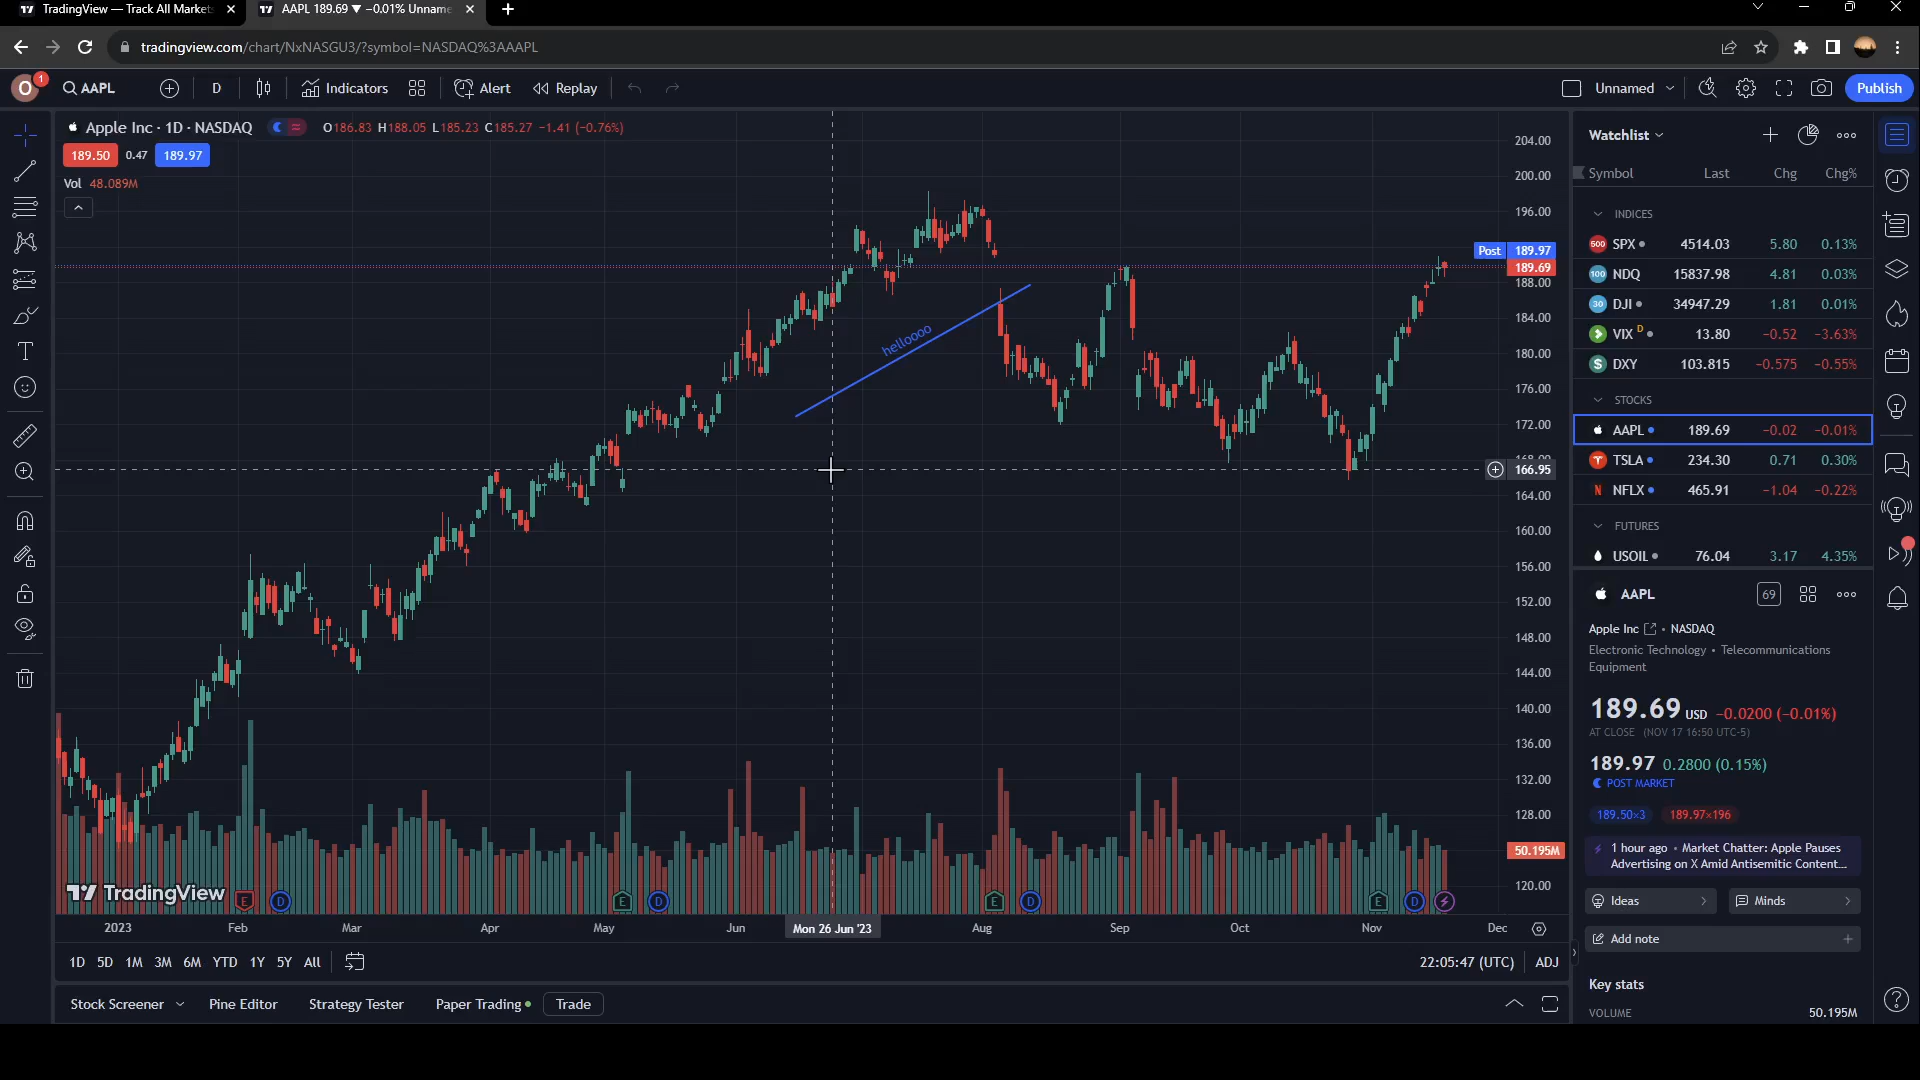 TradingView — Track All Market
AAPL 189.69 ▼ −0.01% Unname
tradingview.com/chart/NxNASGU3/?symbol=NASDAQ%3AAAPL
O 1 AAPL D Indicators Alert Replay Unnamed Publish
Apple Inc · 1D · NASDAQ O186.83 H188.05 L185.23 C185.27 −1.41 (−0.76%)
189.50 0.47 189.97
Vol 48.089M
helloooo
204.00
200.00
196.00
Post 189.97
189.69
188.00
184.00
180.00
176.00
172.00
168.00
166.95
164.00
160.00
156.00
152.00
148.00
144.00
140.00
136.00
132.00
128.00
50.195M
120.00
TradingView
E D E D E D E D
2023 Feb Mar Apr May Jun Mon 26 Jun '23 Aug Sep Oct Nov Dec
1D 5D 1M 3M 6M YTD 1Y 5Y All 22:05:47 (UTC) ADJ
Stock Screener Pine Editor Strategy Tester Paper Trading Trade
Watchlist
Symbol Last Chg Chg%
INDICES
500 SPX 4514.03 5.80 0.13%
100 NDQ 15837.98 4.81 0.03%
30 DJI 34947.29 1.81 0.01%
VIX D 13.80 −0.52 −3.63%
$ DXY 103.815 −0.575 −0.55%
STOCKS
AAPL 189.69 −0.02 −0.01%
TSLA 234.30 0.71 0.30%
N NFLX 465.91 −1.04 −0.22%
FUTURES
USOIL 76.04 3.17 4.35%
AAPL 69
Apple Inc • NASDAQ
Electronic Technology • Telecommunications
Equipment
189.69 USD −0.0200 (−0.01%)
AT CLOSE (NOV 17 16:50 UTC-5)
189.97 0.2800 (0.15%)
POST MARKET
189.50×3 189.97×196
1 hour ago • Market Chatter: Apple Pauses
Advertising on X Amid Antisemitic Content...
Ideas Minds
Add note
Key stats
VOLUME 50.195M